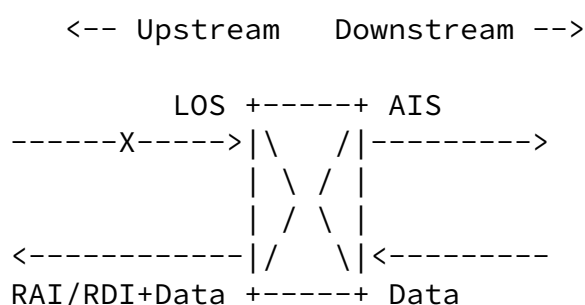 <-- Upstream    Downstream -->
LOS +-----+ AIS
------X----->|\   /|--------->
| \ / |
| / \ |
<------------|/   \|<---------
RAI/RDI+Data +-----+ Data